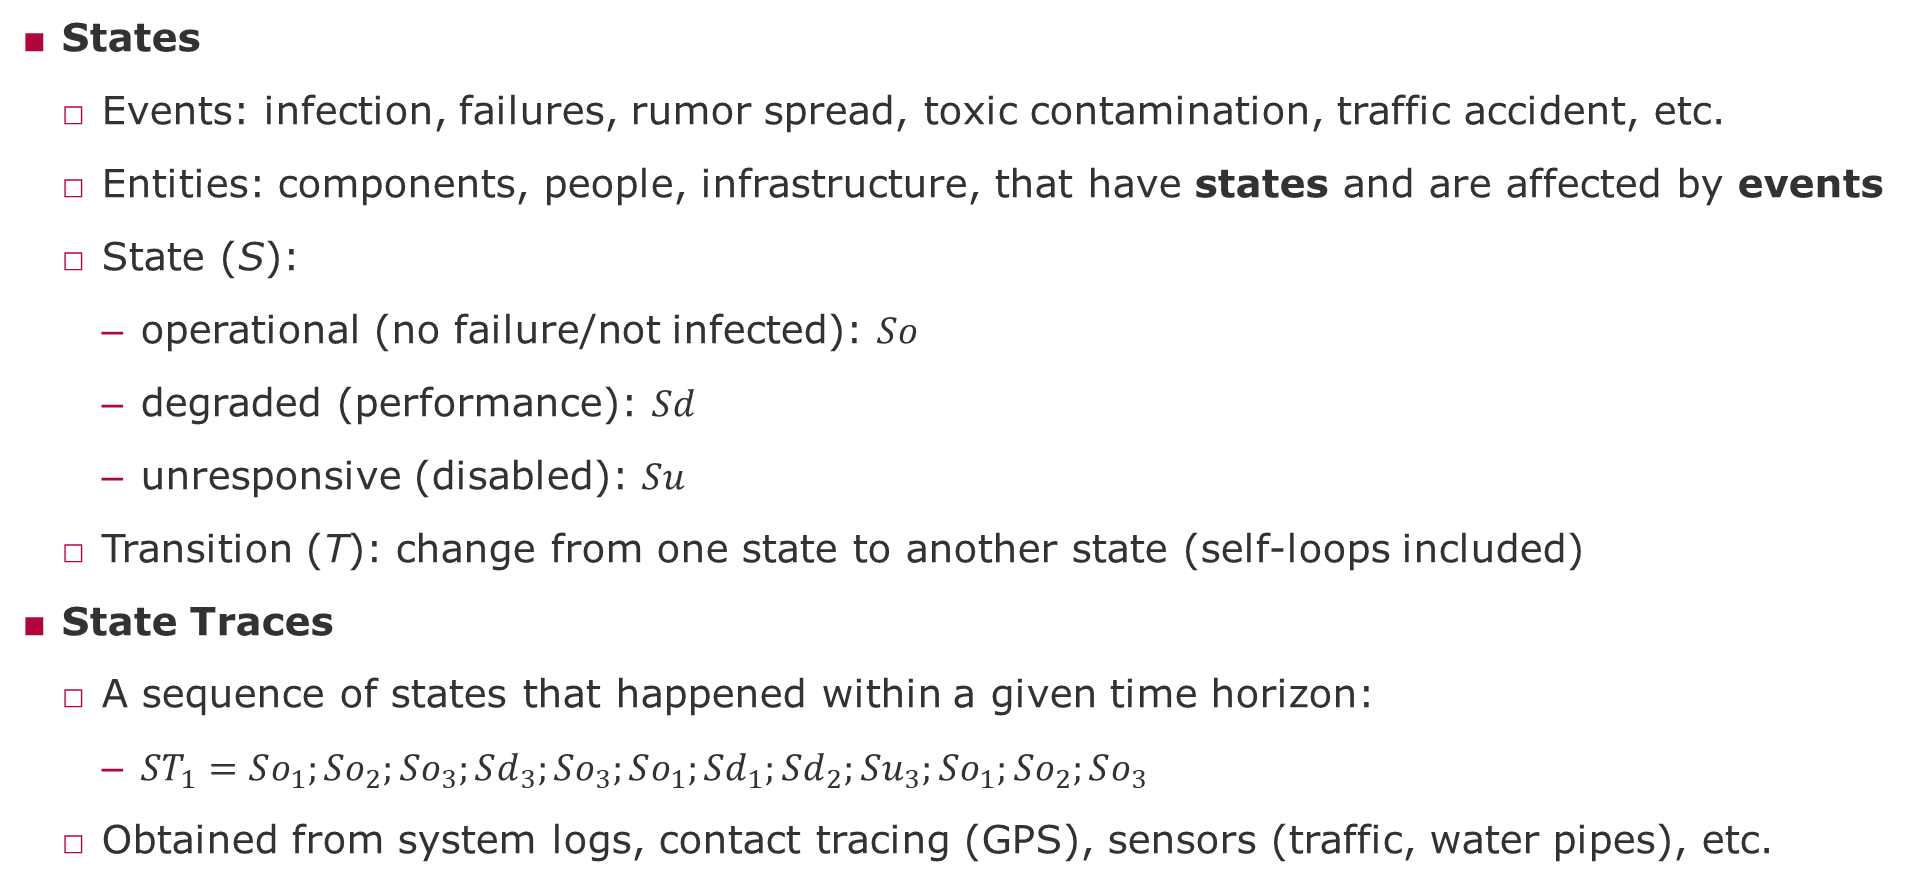 ■ States
□ Events: infection, failures, rumor spread, toxic contamination, traffic accident, etc.
□ Entities: components, people, infrastructure, that have states and are affected by events
□ State (S):
– operational (no failure/not infected): So
– degraded (performance): Sd
– unresponsive (disabled): Su
□ Transition (T): change from one state to another state (self-loops included)
■ State Traces
□ A sequence of states that happened within a given time horizon:
– ST₁ = So₁; So₂; So₃; Sd₃; So₃; So₁; Sd₁; Sd₂; Su₃; So₁; So₂; So₃
□ Obtained from system logs, contact tracing (GPS), sensors (traffic, water pipes), etc.